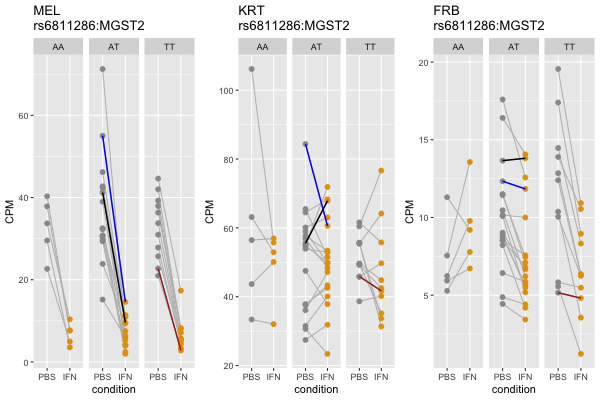 MEL
rs6811286:MGST2
AA AT TT
CPM
60
40
20
0
PBS IFN PBS IFN PBS IFN
condition
KRT
rs6811286:MGST2
AA AT TT
CPM
100
80
60
40
20
PBS IFN PBS IFN PBS IFN
condition
FRB
rs6811286:MGST2
AA AT TT
CPM
20
15
10
5
PBS IFN PBS IFN PBS IFN
condition